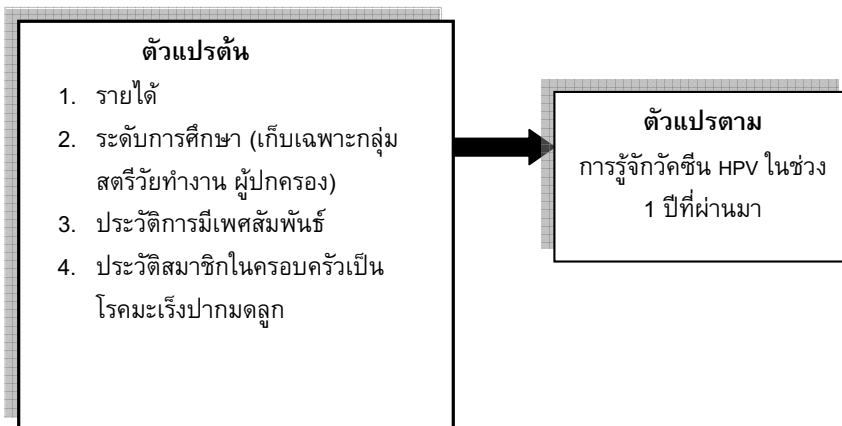 ตัวแปรต้น
1. รายได้
2. ระดับการศึกษา (เก็บเฉพาะกลุ่ม
สตรีวัยทำงาน ผู้ปกครอง)
3. ประวัติการมีเพศสัมพันธ์
4. ประวัติสมาชิกในครอบครัวเป็น
โรคมะเร็งปากมดลูก
ตัวแปรตาม
การรู้จักวัคซีน HPV ในช่วง
1 ปีที่ผ่านมา